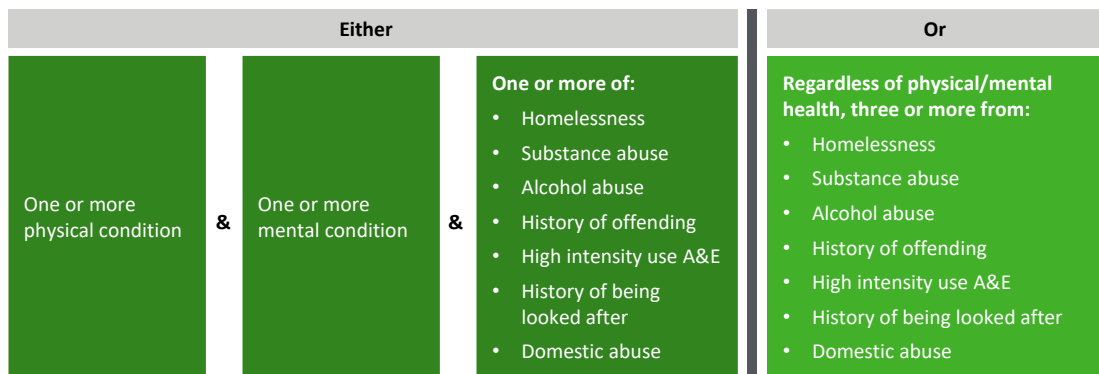 Either
One or more
physical condition
&
One or more
mental condition
&
One or more of:
• Homelessness
• Substance abuse
• Alcohol abuse
• History of offending
• High intensity use A&E
• History of being
looked after
• Domestic abuse
Or
Regardless of physical/mental
health, three or more from:
• Homelessness
• Substance abuse
• Alcohol abuse
• History of offending
• High intensity use A&E
• History of being looked after
• Domestic abuse